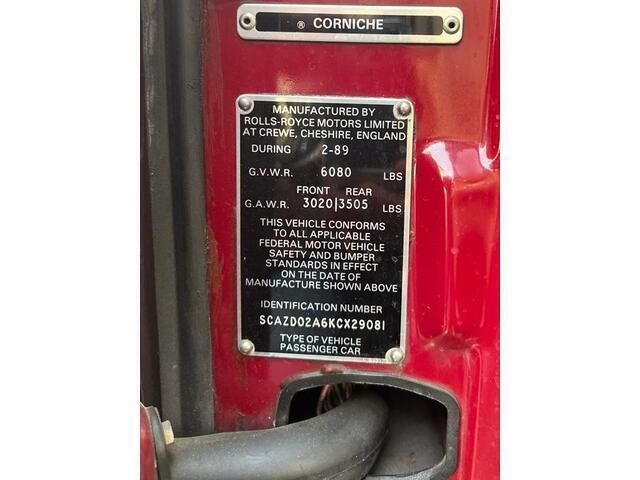 ® CORNICHE
MANUFACTURED BY
ROLLS-ROYCE MOTORS LIMITED
AT CREWE, CHESHIRE, ENGLAND
DURING 2-89
G.V.W.R. 6080 LBS
FRONT REAR
G.A.W.R. 3020|3505 LBS
THIS VEHICLE CONFORMS
TO ALL APPLICABLE
FEDERAL MOTOR VEHICLE
SAFETY AND BUMPER
STANDARDS IN EFFECT
ON THE DATE OF
MANUFACTURE SHOWN ABOVE
IDENTIFICATION NUMBER
SCAZD02A6KCX29081
TYPE OF VEHICLE
PASSENGER CAR